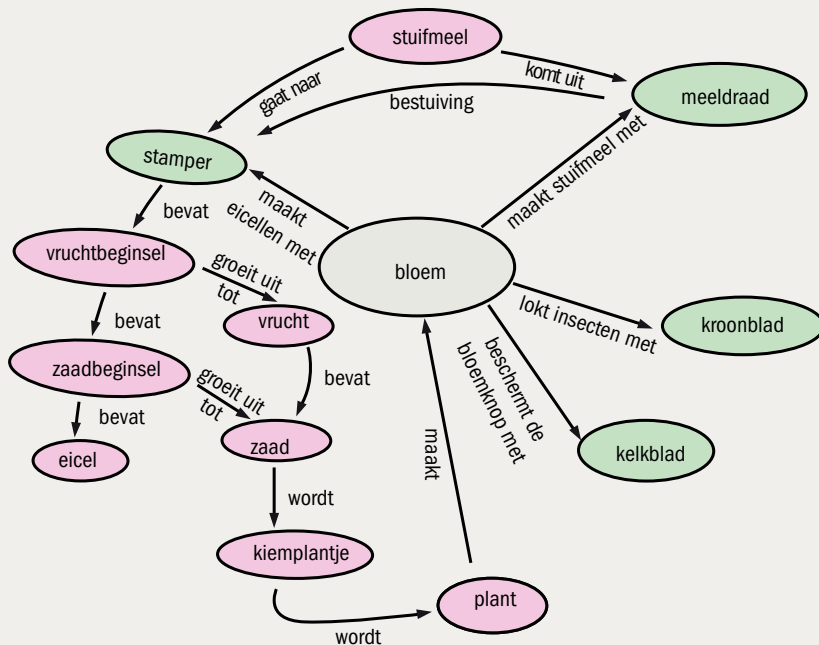 stuifmeel
gaat naar
komt uit
meeldraad
bestuiving
stamper
maakt
eicellen met
maakt stuifmeel met
bevat
vruchtbeginsel
groeit uit
tot
bloem
vrucht
lokt insecten met
kroonblad
bevat
zaadbeginsel
groeit uit
tot
bevat
beschermt de
bloemknop met
bevat
eicel
zaad
maakt
kelkblad
wordt
kiemplantje
plant
wordt